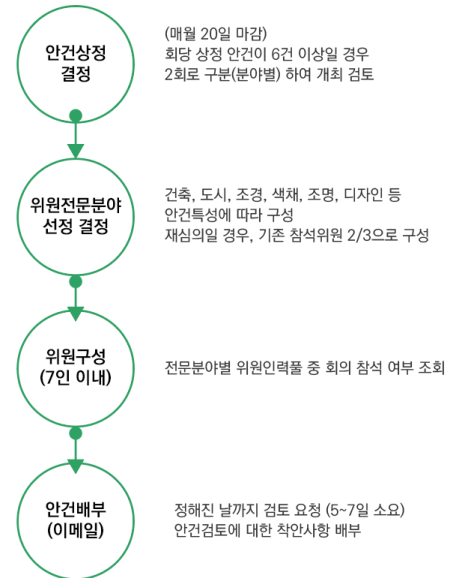 안건상정
결정
(매월 20일 마감)
회당 상정 안건이 6건 이상일 경우
2회로 구분(분야별) 하여 개최 검토
위원전문분야
선정 결정
건축, 도시, 조경, 색채, 조명, 디자인 등
안건특성에 따라 구성
재심의일 경우, 기존 참석위원 2/3으로 구성
위원구성
(7인 이내)
전문분야별 위원인력풀 중 회의 참석 여부 조회
안건배부
(이메일)
정해진 날까지 검토 요청 (5~7일 소요)
안건검토에 대한 착안사항 배부